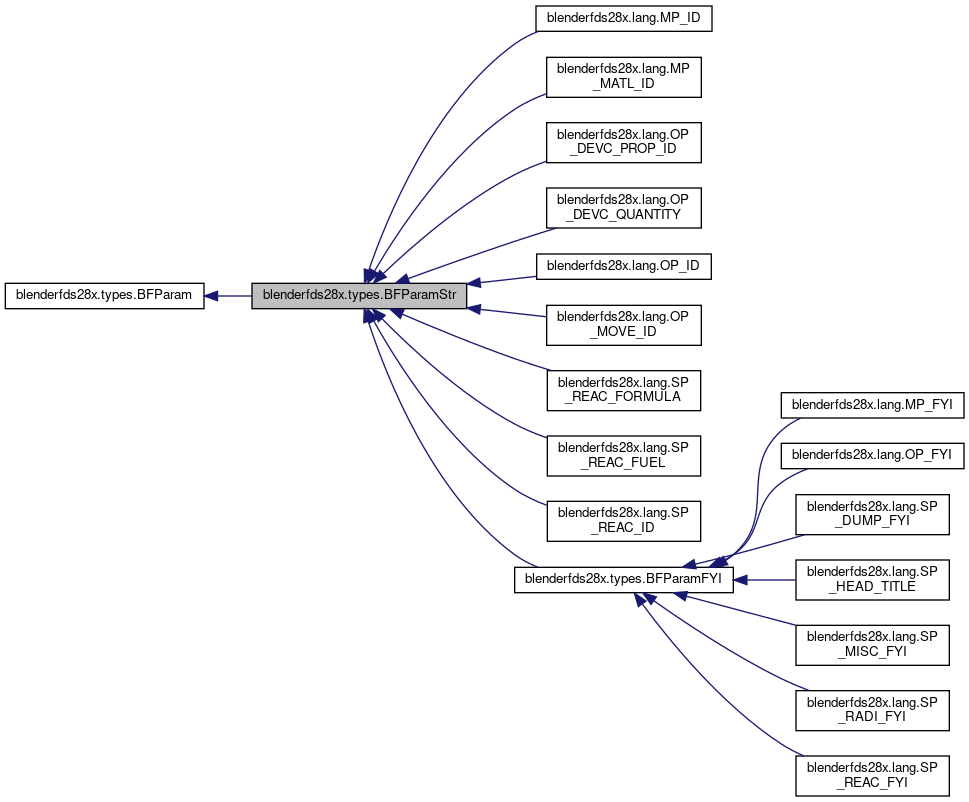 blenderfds28x.lang.MP_ID
blenderfds28x.lang.MP
_MATL_ID
blenderfds28x.lang.OP
_DEVC_PROP_ID
blenderfds28x.lang.OP
_DEVC_QUANTITY
blenderfds28x.lang.OP_ID
blenderfds28x.types.BFParam
blenderfds28x.types.BFParamStr
blenderfds28x.lang.OP
_MOVE_ID
blenderfds28x.lang.SP
_REAC_FORMULA
blenderfds28x.lang.SP
_REAC_FUEL
blenderfds28x.lang.SP
_REAC_ID
blenderfds28x.types.BFParamFYI
blenderfds28x.lang.MP_FYI
blenderfds28x.lang.OP_FYI
blenderfds28x.lang.SP
_DUMP_FYI
blenderfds28x.lang.SP
_HEAD_TITLE
blenderfds28x.lang.SP
_MISC_FYI
blenderfds28x.lang.SP
_RADI_FYI
blenderfds28x.lang.SP
_REAC_FYI